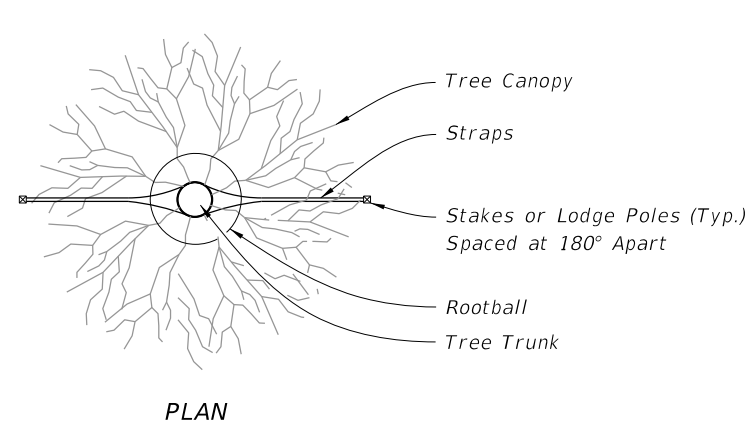 Tree Canopy
Straps
Stakes or Lodge Poles (Typ.)
Spaced at 180° Apart
Rootball
Tree Trunk
PLAN